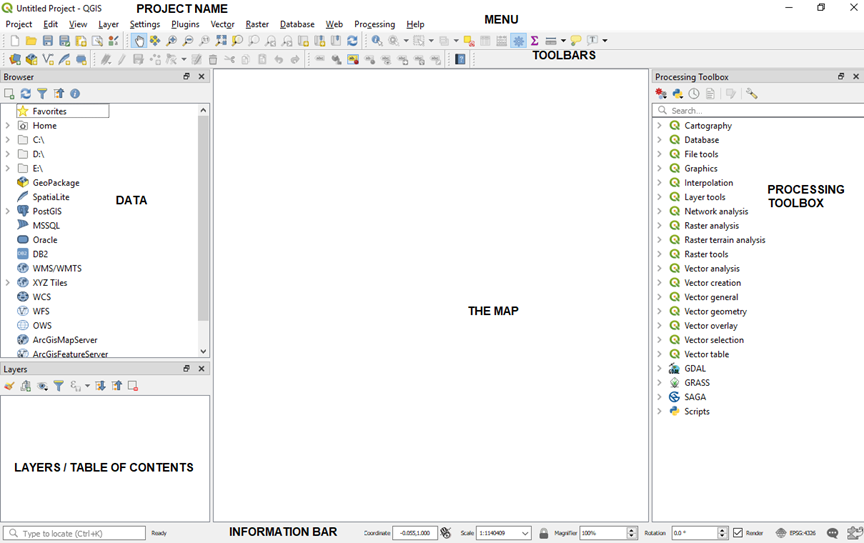 Untitled Project - QGIS
PROJECT NAME
Project Edit View Layer Settings Plugins Vector Raster Database Web Processing Help
MENU
TOOLBARS
Browser
Favorites
Home
C:\
D:\
E:\
GeoPackage
SpatiaLite
PostGIS
MSSQL
Oracle
DB2
WMS/WMTS
XYZ Tiles
WCS
WFS
OWS
ArcGisMapServer
ArcGisFeatureServer
DATA
Layers
LAYERS / TABLE OF CONTENTS
THE MAP
Processing Toolbox
Search...
Cartography
Database
File tools
Graphics
Interpolation
Layer tools
Network analysis
Raster analysis
Raster terrain analysis
Raster tools
Vector analysis
Vector creation
Vector general
Vector geometry
Vector overlay
Vector selection
Vector table
GDAL
GRASS
SAGA
Scripts
PROCESSING
TOOLBOX
Type to locate (Ctrl+K)
Ready
INFORMATION BAR
Coordinate -0.055,1.000
Scale 1:1140409
Magnifier 100%
Rotation 0.0 °
Render
EPSG:4326